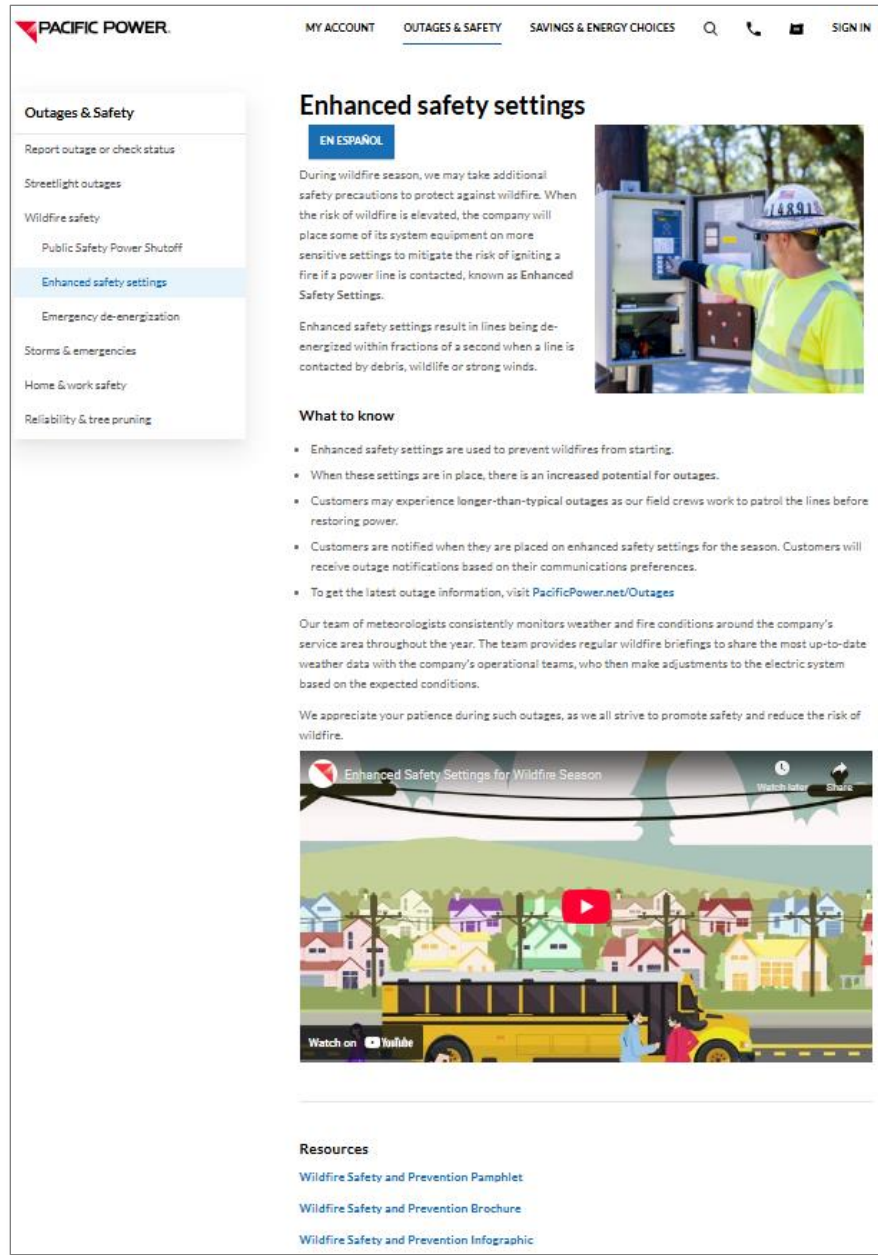 PACIFIC POWER.
MY ACCOUNT
OUTAGES & SAFETY
SAVINGS & ENERGY CHOICES
SIGN IN
Outages & Safety
Report outage or check status
Streetlight outages
Wildfire safety
Public Safety Power Shutoff
Enhanced safety settings
Emergency de-energization
Storms & emergencies
Home & work safety
Reliability & tree pruning
Enhanced safety settings
EN ESPAÑOL
During wildfire season, we may take additional
safety precautions to protect against wildfire. When
the risk of wildfire is elevated, the company will
place some of its system equipment on more
sensitive settings to mitigate the risk of igniting a
fire if a power line is contacted, known as Enhanced
Safety Settings.
Enhanced safety settings result in lines being de-
energized within fractions of a second when a line is
contacted by debris, wildlife or strong winds.
14891
What to know
Enhanced safety settings are used to prevent wildfires from starting.
When these settings are in place, there is an increased potential for outages.
Customers may experience longer-than-typical outages as our field crews work to patrol the lines before
restoring power.
Customers are notified when they are placed on enhanced safety settings for the season. Customers will
receive outage notifications based on their communications preferences.
To get the latest outage information, visit PacificPower.net/Outages
Our team of meteorologists consistently monitors weather and fire conditions around the company's
service area throughout the year. The team provides regular wildfire briefings to share the most up-to-date
weather data with the company's operational teams, who then make adjustments to the electric system
based on the expected conditions.
We appreciate your patience during such outages, as we all strive to promote safety and reduce the risk of
wildfire.
Enhanced Safety Settings for Wildfire Season
Watch later
Share
Watch on YouTube
Resources
Wildfire Safety and Prevention Pamphlet
Wildfire Safety and Prevention Brochure
Wildfire Safety and Prevention Infographic